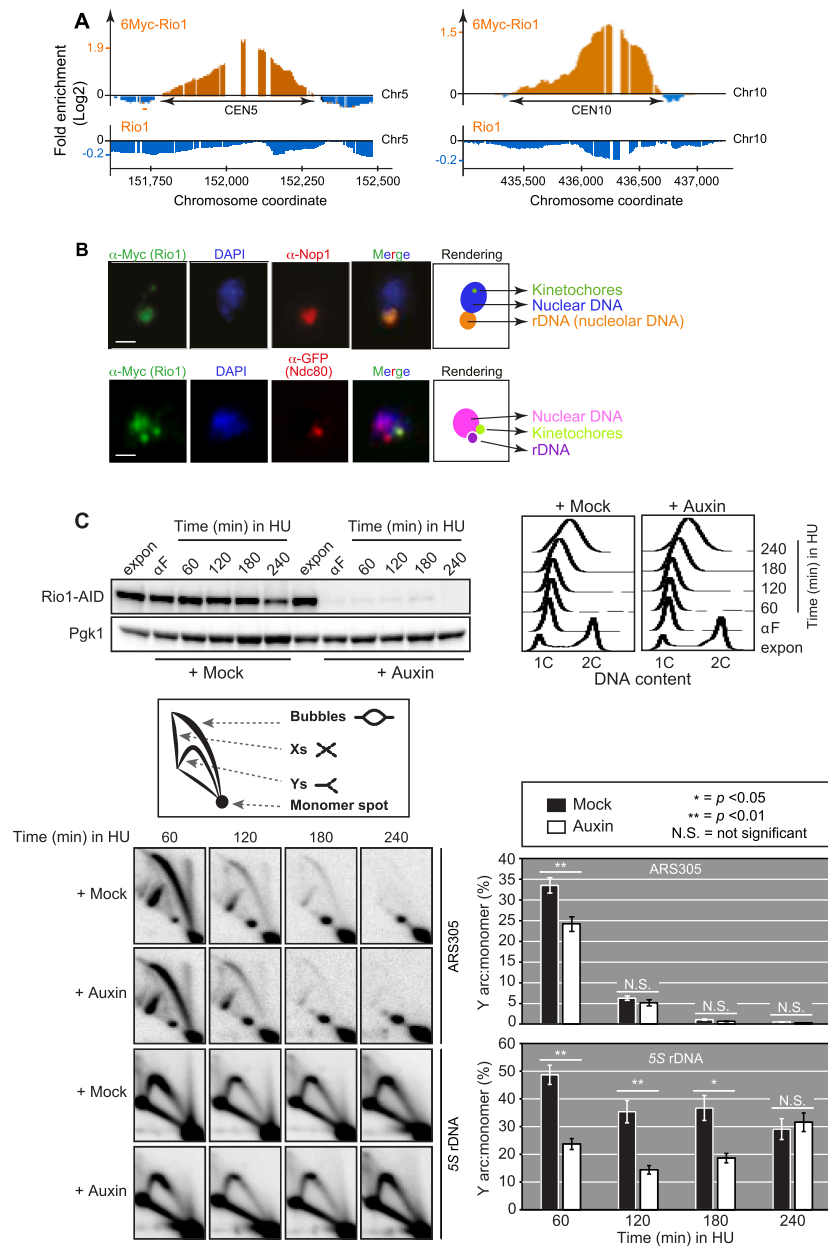 A
6Myc-Rio1
1.9
0
Chr5
CEN5
Rio1
0
Chr5
-0.2
151,750 152,000 152,250 152,500
Chromosome coordinate
Fold enrichment
(Log2)
6Myc-Rio1
1.5
0
Chr10
CEN10
Rio1
0
Chr10
-0.2
435,500 436,000 436,500 437,000
Chromosome coordinate
B
α-Myc (Rio1) DAPI α-Nop1 Merge Rendering
Kinetochores
Nuclear DNA
rDNA (nucleolar DNA)
α-Myc (Rio1) DAPI α-GFP (Ndc80) Merge Rendering
Nuclear DNA
Kinetochores
rDNA
C
Time (min) in HU Time (min) in HU
expon αF 60 120 180 240 expon αF 60 120 180 240
Rio1-AID
Pgk1
+ Mock + Auxin
+ Mock + Auxin
240
180
120
60
αF
expon
Time (min) in HU
1C 2C 1C 2C
DNA content
Bubbles
Xs
Ys
Monomer spot
Time (min) in HU 60 120 180 240
+ Mock
+ Auxin
ARS305
+ Mock
+ Auxin
5S rDNA
Mock
Auxin
* = p <0.05
** = p <0.01
N.S. = not significant
ARS305
Y arc:monomer (%)
40
35
30
25
20
15
10
5
0
** N.S. N.S. N.S.
5S rDNA
Y arc:monomer (%)
60
50
40
30
20
10
0
** ** * N.S.
60 120 180 240
Time (min) in HU